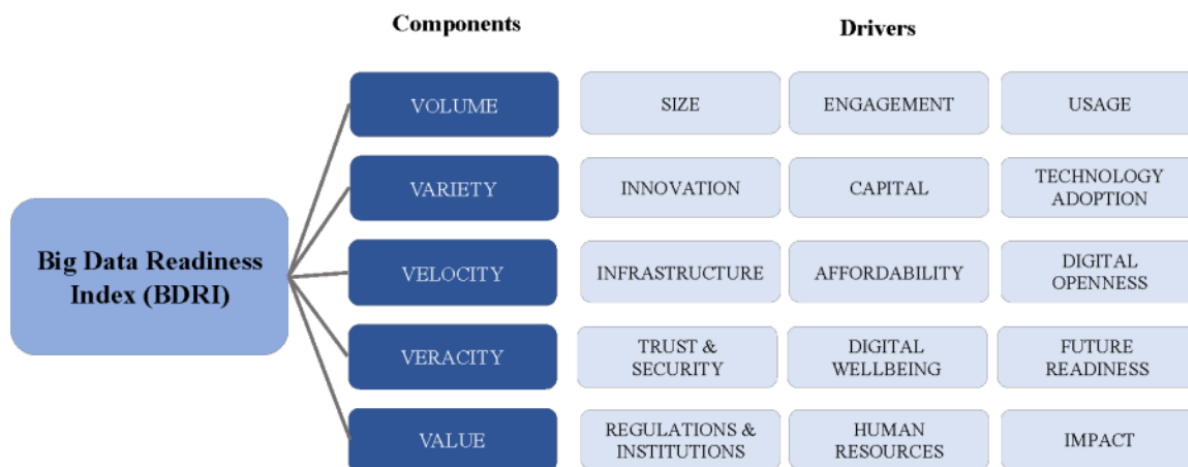 Components
Drivers
VOLUME
SIZE
ENGAGEMENT
USAGE
VARIETY
INNOVATION
CAPITAL
TECHNOLOGY
ADOPTION
Big Data Readiness
Index (BDRI)
VELOCITY
INFRASTRUCTURE
AFFORDABILITY
DIGITAL
OPENNESS
VERACITY
TRUST &
SECURITY
DIGITAL
WELLBEING
FUTURE
READINESS
VALUE
REGULATIONS &
INSTITUTIONS
HUMAN
RESOURCES
IMPACT